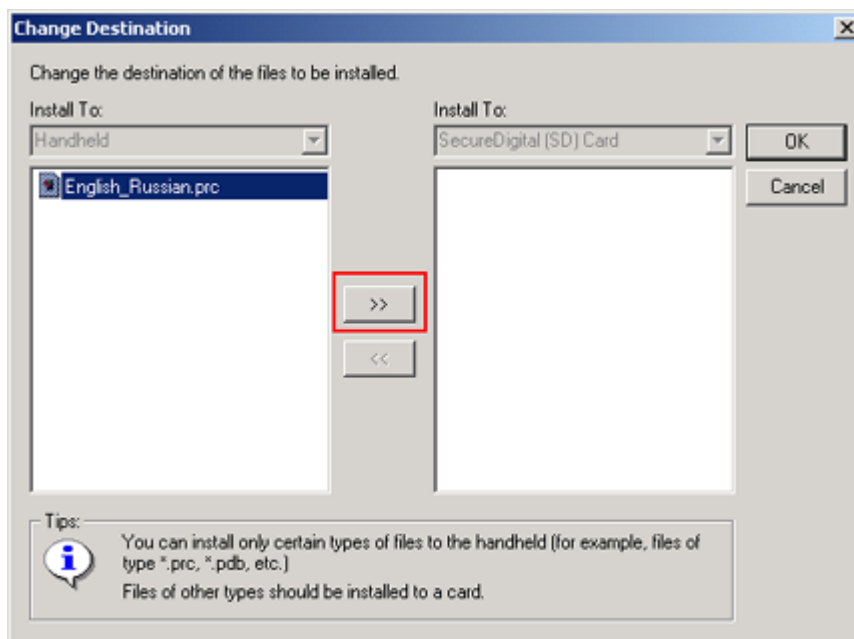 Change Destination
Change the destination of the files to be installed.
Install To:
Install To:
Handheld
SecureDigital (SD) Card
OK
English_Russian.prc
Cancel
>>
<<
Tips:
You can install only certain types of files to the handheld (for example, files of
type *.prc, *.pdb, etc.)
Files of other types should be installed to a card.